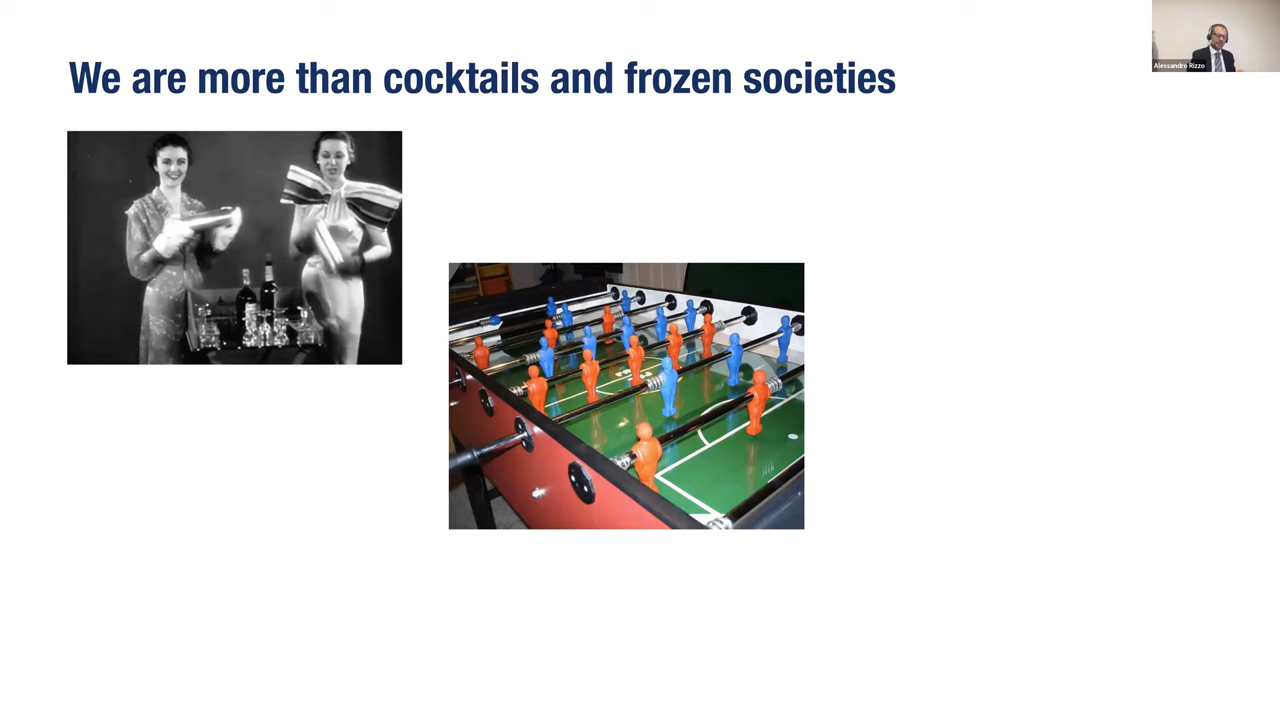 We are more than cocktails and frozen societies
Alessandro Rizzo